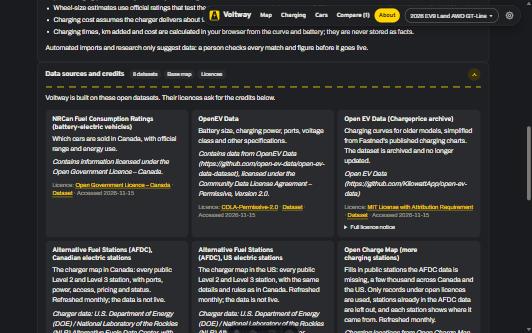 Wheel-size estimates use official ratings that test the
Charging cost assumes the charger delivers about
Voltway
Map
Charging
Cars
Compare (1)
About
2026 EV9 Land AWD GT-Line
Charging times, km added and cost are calculated in your browser from the curve and battery; they are never stored as facts.
Automated imports and research only suggest data: a person checks every match and figure before it goes live.
Data sources and credits
Base map
Licences
Voltway is built on these open datasets. Their licences ask for the credits below.
NRCan Fuel Consumption Ratings
(battery-electric vehicles)
Which cars are sold in Canada, with official
range and energy use.
Contains information licensed under the
Open Government Licence – Canada.
Licence: Open Government Licence – Canada
· Dataset · Accessed 2026-11-15
OpenEV Data
Battery size, charging power, ports, voltage
class and other specifications.
Contains data from OpenEV Data
(https://github.com/open-ev-data/open-ev-
data-dataset), licensed under the
Community Data License Agreement –
Permissive, Version 2.0.
Licence: CDLA-Permissive-2.0 · Dataset ·
Accessed 2026-11-15
Open EV Data (Chargeprice archive)
Charging curves for older models, simplified
from Fastned's published charging charts.
The dataset is archived and no longer
updated.
Open EV Data
(https://github.com/KilowattApp/open-ev-
data)
Licence: MIT License with Attribution Requirement
· Dataset · Accessed 2026-11-15
Full licence notice
Alternative Fuel Stations (AFDC),
Canadian electric stations
The charger map in Canada: every public
Level 2 and Level 3 station, with ports,
power, access, pricing and status.
Refreshed monthly; the data is not live.
Charger data: U.S. Department of Energy
(DOE) / National Laboratory of the Rockies
Alternative Fuel
(AFDC), US electric stations
The charger map in the US: every public
Level 2 and Level 3 station, with the same
details and rules as in Canada. Refreshed
monthly; the data is not live.
Charger data: U.S. Department of Energy
(DOE) / National Laboratory of the Rockies
Open Charge Map (more
charging stations)
Fills in public stations the AFDC data is
missing, a few thousand across Canada and
the US. Only records under open licences
are used, stations already in the AFDC data
are left out, and each station shows where it
came from. Refreshed monthly.
Charging locations from Open Charge Map